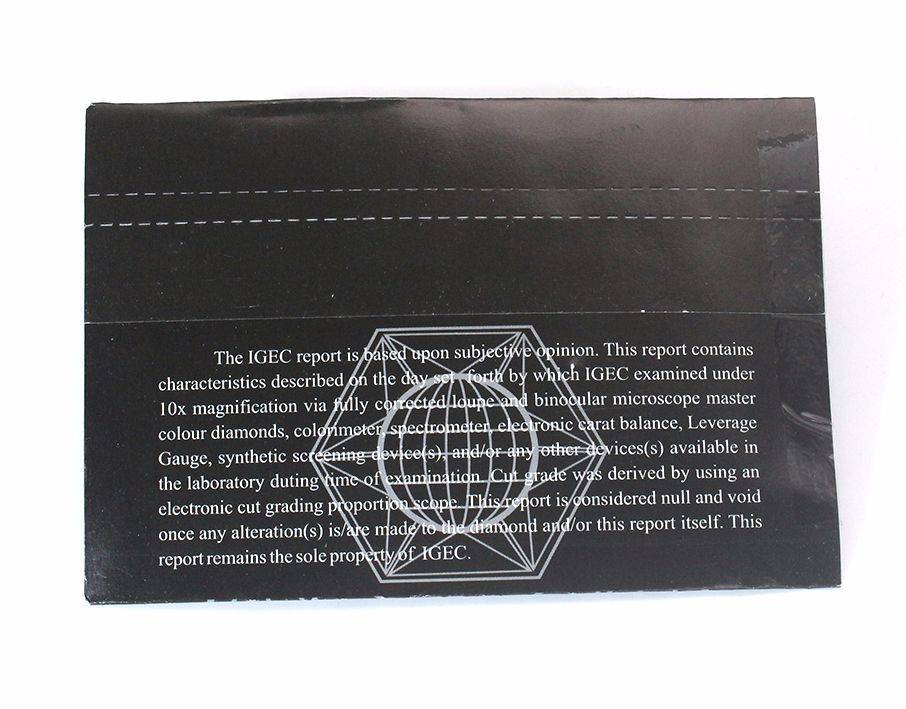 The IGEC report is based upon subjective opinion. This report contains
characteristics described on the day set forth by which IGEC examined under
10x magnification via fully corrected loupe and binocular microscope master
colour diamonds, colorimeter, spectrometer, electronic carat balance, Leverage
Gauge, synthetic screening device(s), and/or any other devices(s) available in
the laboratory duting time of examination. Cut grade was derived by using an
electronic cut grading proportion scope. This report is considered null and void
once any alteration(s) is/are made to the diamond and/or this report itself. This
report remains the sole property of IGEC.